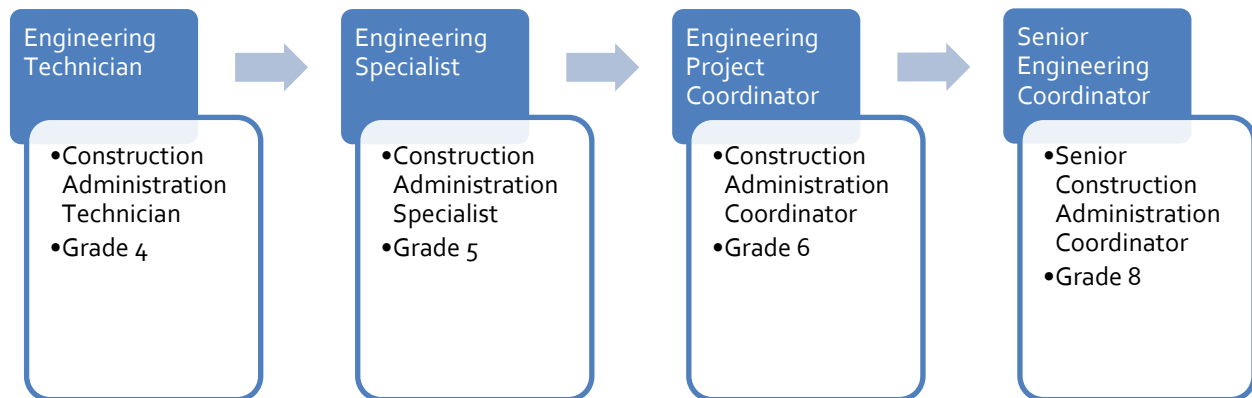 Engineering
Technician
•Construction
Administration
Technician
•Grade 4
Engineering
Specialist
•Construction
Administration
Specialist
•Grade 5
Engineering
Project
Coordinator
•Construction
Administration
Coordinator
•Grade 6
Senior
Engineering
Coordinator
•Senior
Construction
Administration
Coordinator
•Grade 8